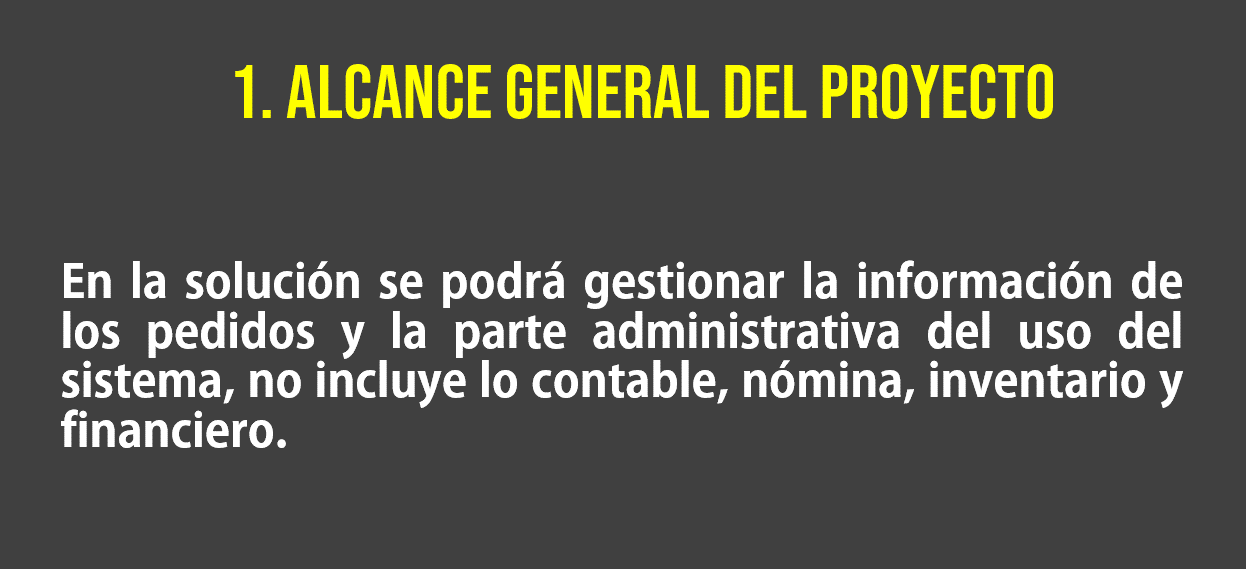 1. ALCANCE GENERAL DEL PROYECTO
En la solución se podrá gestionar la información de
los pedidos y la parte administrativa del uso del
sistema, no incluye lo contable, nómina, inventario y
financiero.